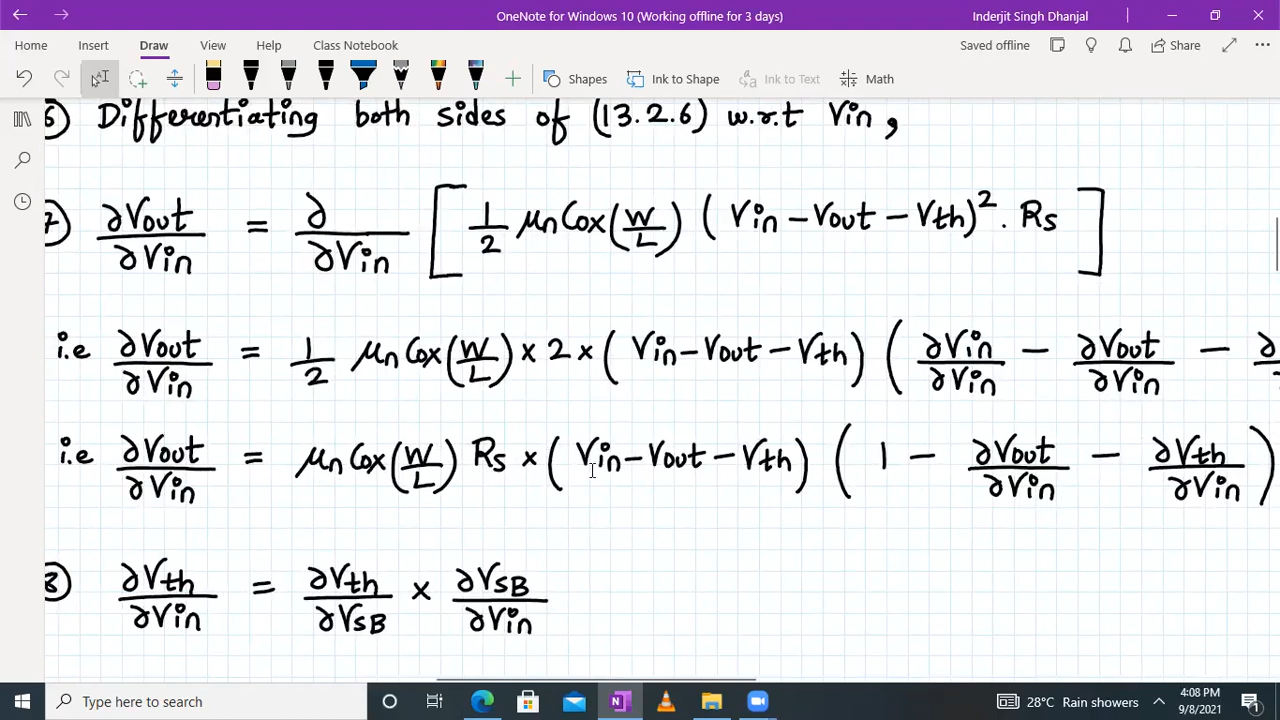 OneNote for Windows 10 (Working offline for 3 days)
Inderjit Singh Dhanjal
Home Insert Draw View Help Class Notebook
Saved offline Share
Shapes Ink to Shape Ink to Text Math
6) Differentiating both sides of (13.2.6) w.r.t Vin,
7) ∂Vout/∂Vin = ∂/∂Vin [ 1/2 μnCox(W/L) (Vin - Vout - Vth)² . Rs ]
i.e ∂Vout/∂Vin = 1/2 μnCox(W/L) × 2 × (Vin - Vout - Vth) (∂Vin/∂Vin - ∂Vout/∂Vin - ∂
i.e ∂Vout/∂Vin = μnCox(W/L) Rs × (Vin - Vout - Vth) (1 - ∂Vout/∂Vin - ∂Vth/∂Vin)
8) ∂Vth/∂Vin = ∂Vth/∂VSB × ∂VSB/∂Vin
Type here to search
28°C Rain showers
4:08 PM
9/8/2021
1